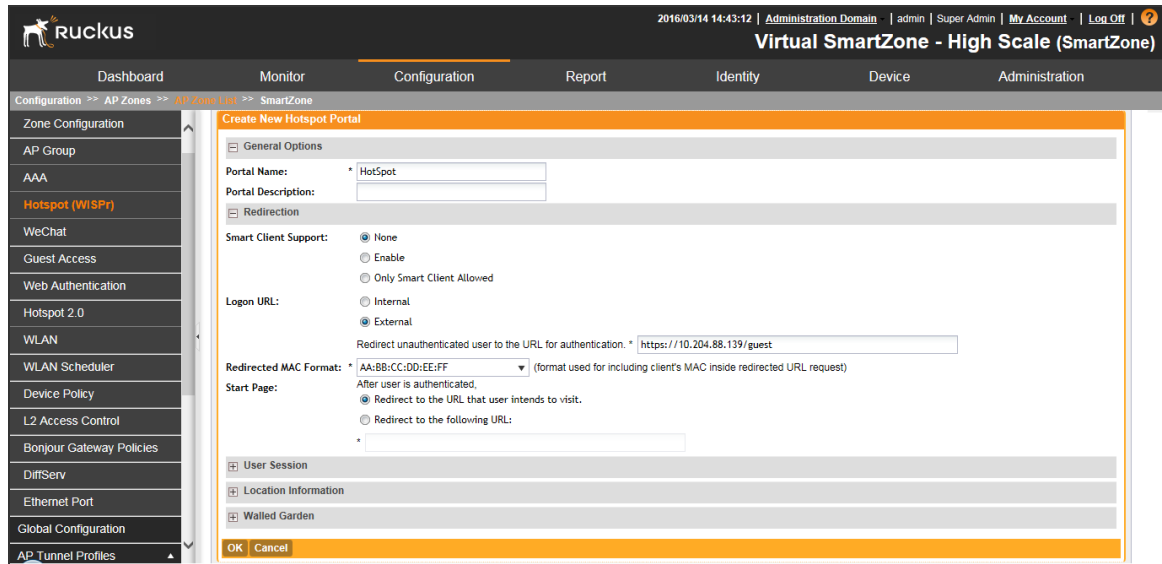 Ruckus
2016/03/14 14:43:12 | Administration Domain | admin | Super Admin | My Account | Log Off | ?
Virtual SmartZone - High Scale (SmartZone)
Dashboard Monitor Configuration Report Identity Device Administration
Configuration >> AP Zones >> AP Zone List >> SmartZone
Zone Configuration
AP Group
AAA
Hotspot (WISPr)
WeChat
Guest Access
Web Authentication
Hotspot 2.0
WLAN
WLAN Scheduler
Device Policy
L2 Access Control
Bonjour Gateway Policies
DiffServ
Ethernet Port
Global Configuration
AP Tunnel Profiles
Create New Hotspot Portal
General Options
Portal Name: * HotSpot
Portal Description:
Redirection
Smart Client Support: None
Enable
Only Smart Client Allowed
Logon URL: Internal
External
Redirect unauthenticated user to the URL for authentication. * https://10.204.88.139/guest
Redirected MAC Format: * AA:BB:CC:DD:EE:FF (format used for including client's MAC inside redirected URL request)
Start Page: After user is authenticated,
Redirect to the URL that user intends to visit.
Redirect to the following URL:
*
User Session
Location Information
Walled Garden
OK Cancel